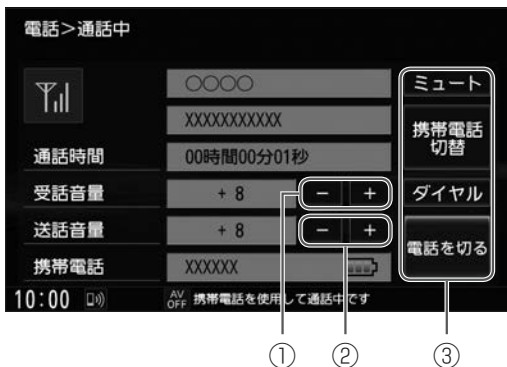 電話>通話中
○○○○
XXXXXXXXXXX
通話時間 00時間00分01秒
受話音量 + 8 − +
送話音量 + 8 − +
携帯電話 XXXXXX
ミュート
携帯電話
切替
ダイヤル
電話を切る
10:00 AV OFF 携帯電話を使用して通話中です
① ② ③